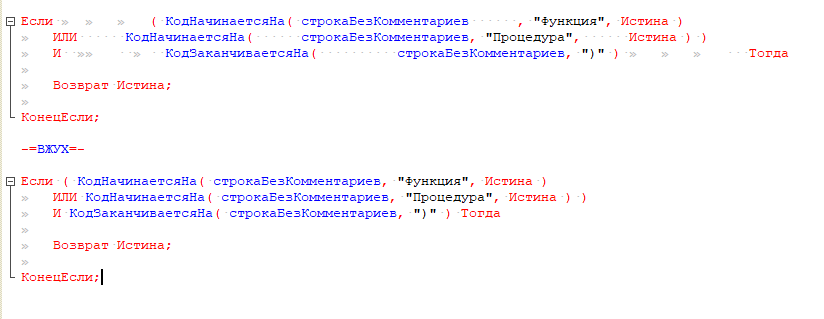 Если ( КодНачинаетсяНа( строкаБезКомментариев , "Функция", Истина )
ИЛИ КодНачинаетсяНа( строкаБезКомментариев, "Процедура", Истина ) )
И КодЗаканчиваетсяНа( строкаБезКомментариев, ")" ) Тогда
Возврат Истина;
КонецЕсли;
-=ВЖУХ=-
Если ( КодНачинаетсяНа( строкаБезКомментариев, "Функция", Истина )
ИЛИ КодНачинаетсяНа( строкаБезКомментариев, "Процедура", Истина ) )
И КодЗаканчиваетсяНа( строкаБезКомментариев, ")" ) Тогда
Возврат Истина;
КонецЕсли;